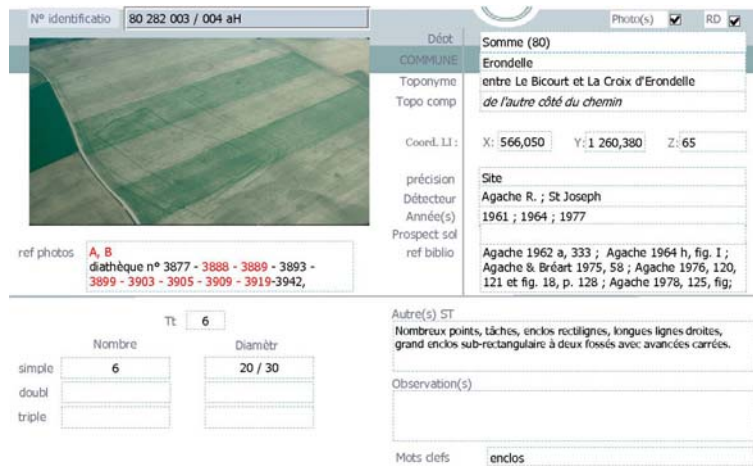 N° identificatio 80 282 003 / 004 aH
Photo(s) RD
Déot Somme (80)
COMMUNE Erondelle
Toponyme entre Le Bicourt et La Croix d'Erondelle
Topo comp de l'autre côté du chemin
Coord. LI : X: 566,050 Y: 1 260,380 Z: 65
précision Site
Détecteur Agache R. ; St Joseph
Année(s) 1961 ; 1964 ; 1977
Prospect sol
ref photos A, B
diathèque n° 3877 - 3888 - 3889 - 3893 -
3899 - 3903 - 3905 - 3909 - 3919-3942,
ref biblio Agache 1962 a, 333 ; Agache 1964 h, fig. I ;
Agache & Bréart 1975, 58 ; Agache 1976, 120,
121 et fig. 18, p. 128 ; Agache 1978, 125, fig;
Tt 6
Nombre Diamètr
simple 6 20 / 30
doubl
triple
Autre(s) ST
Nombreux points, tâches, enclos rectilignes, longues lignes droites,
grand enclos sub-rectangulaire à deux fossés avec avancées carrées.
Observation(s)
Mots clefs enclos